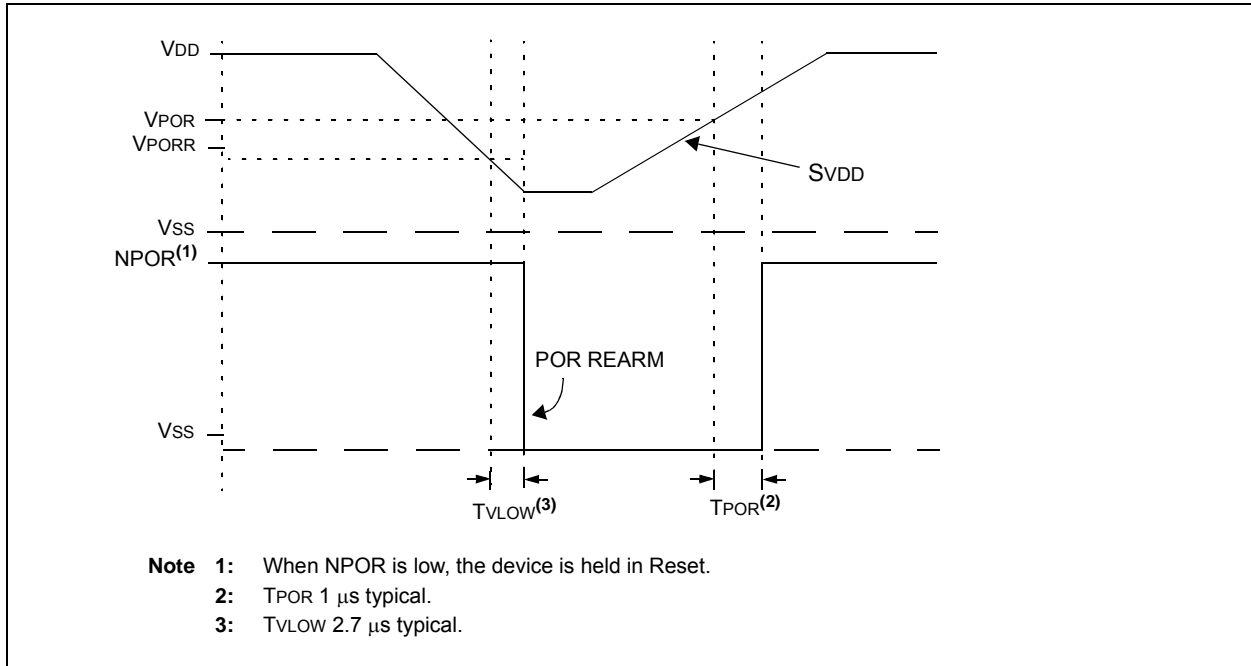 VDD
VPOR
VPORR
SVDD
VSS
NPOR(1)
POR REARM
VSS
TVLOW(3)
TPOR(2)
Note 1: When NPOR is low, the device is held in Reset.
2: TPOR 1 μs typical.
3: TVLOW 2.7 μs typical.